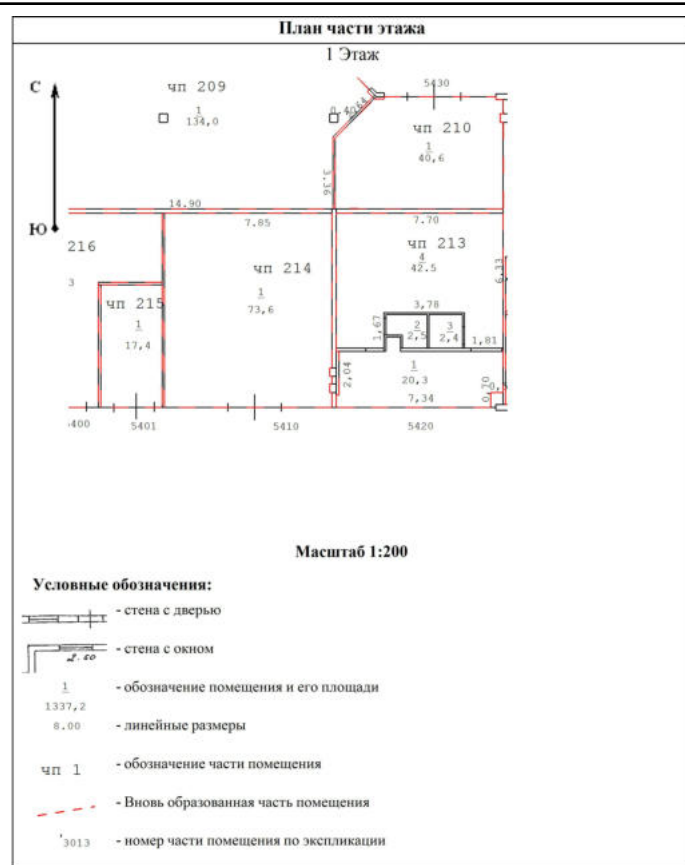 План части этажа
1 Этаж
С
Ю
чп 209
1
134,0
5430
чп 210
1
40,6
3.36
14.90
7.85
7.70
216
3
чп 214
1
73,6
чп 213
4
42.5
6,33
чп 215
1
17,4
3,78
1,67
2
2,5
3
2,4
1,81
2,04
1
20,3
7,34
0,70
5401
5410
5420
Масштаб 1:200
Условные обозначения:
- стена с дверью
2.60
- стена с окном
1
1337,2
- обозначение помещения и его площади
8.00
- линейные размеры
чп 1
- обозначение части помещения
- Вновь образованная часть помещения
3013
- номер части помещения по экспликации